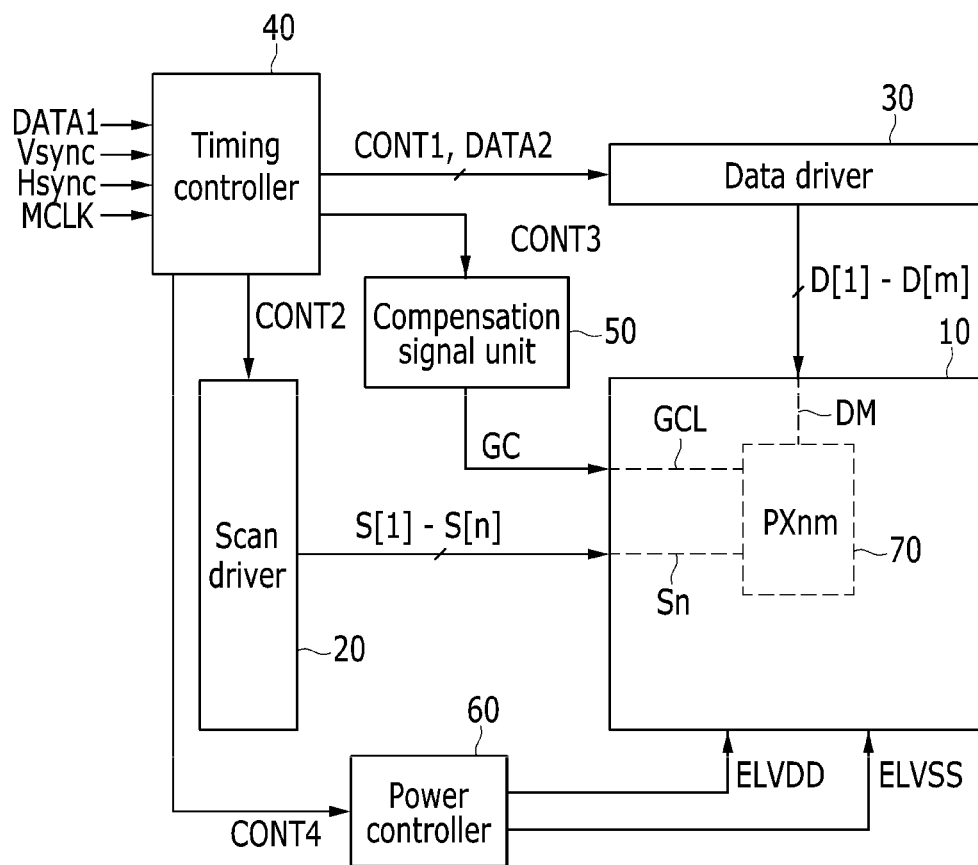 40
DATA1
Vsync
Hsync
MCLK
Timing
controller
CONT1, DATA2
30
Data driver
CONT3
D[1] - D[m]
CONT2
Compensation
signal unit
50
10
DM
GC
GCL
PXnm
70
Scan
driver
S[1] - S[n]
Sn
20
60
ELVDD
ELVSS
Power
controller
CONT4